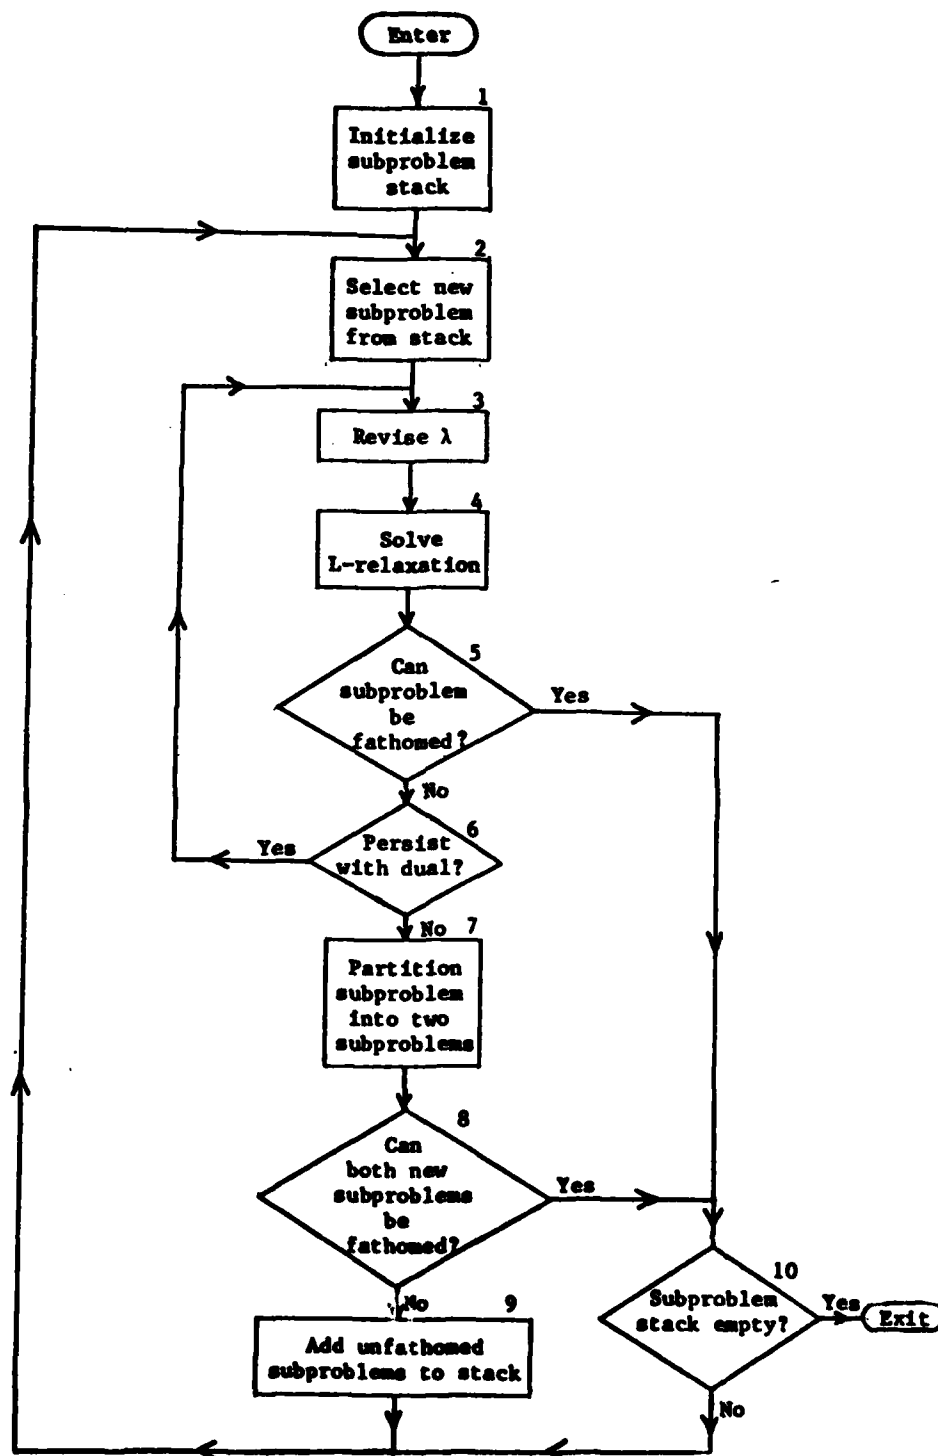 Enter
1
Initialize
subproblem
stack
2
Select new
subproblem
from stack
3
Revise λ
4
Solve
L-relaxation
5
Can
subproblem
be
fathomed?
Yes
No
6
Persist
with dual?
Yes
No
7
Partition
subproblem
into two
subproblems
8
Can
both new
subproblems
be
fathomed?
Yes
No
9
Add unfathomed
subproblems to stack
10
Subproblem
stack empty?
Yes
Exit
No